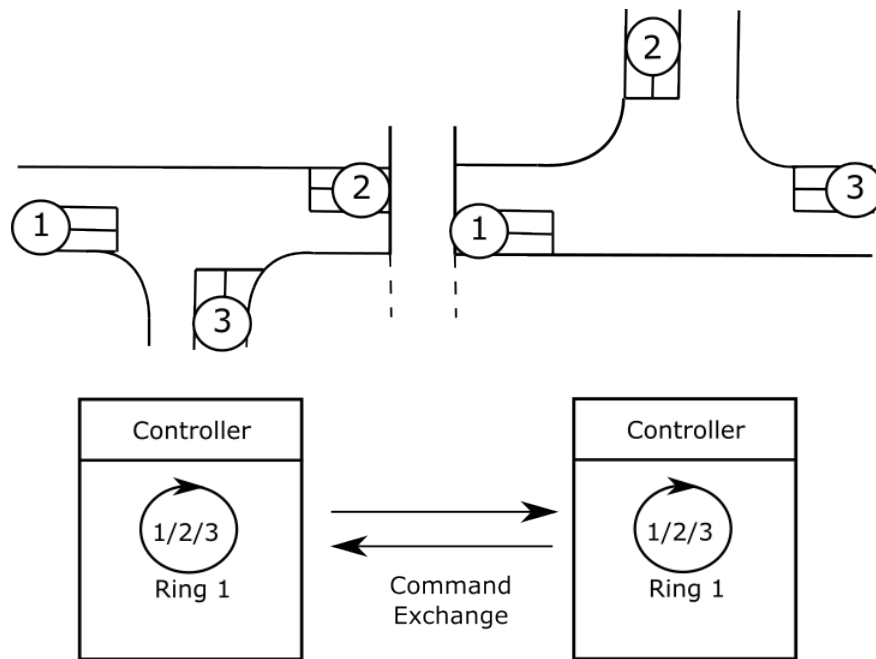 2
1
2
1
3
3
Controller
Controller
1/2/3
1/2/3
Ring 1
Ring 1
Command
Exchange